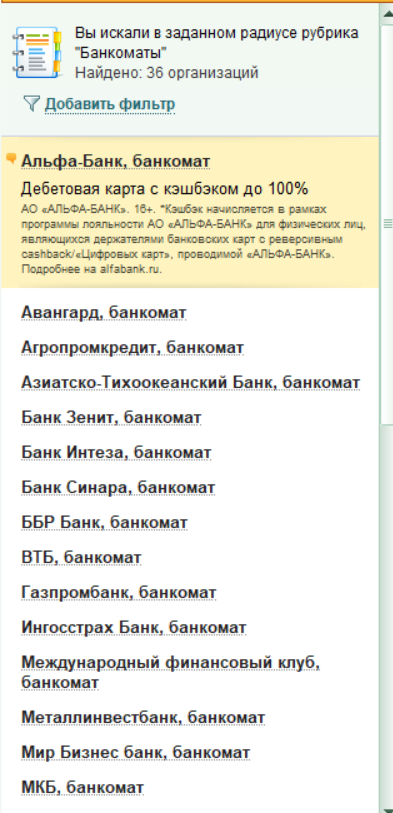 Вы искали в заданном радиусе рубрика
"Банкоматы"
Найдено: 36 организаций
Добавить фильтр
Альфа-Банк, банкомат
Дебетовая карта с кэшбэком до 100%
АО «АЛЬФА-БАНК». 16+. *Кэшбэк начисляется в рамках
программы лояльности АО «АЛЬФА-БАНК» для физических лиц,
являющихся держателями банковских карт с реверсивным
cashback/«Цифровых карт», проводимой «АЛЬФА-БАНК».
Подробнее на alfabank.ru.
Авангард, банкомат
Агропромкредит, банкомат
Азиатско-Тихоокеанский Банк, банкомат
Банк Зенит, банкомат
Банк Интеза, банкомат
Банк Синара, банкомат
ББР Банк, банкомат
ВТБ, банкомат
Газпромбанк, банкомат
Ингосстрах Банк, банкомат
Международный финансовый клуб,
банкомат
Металлинвестбанк, банкомат
Мир Бизнес банк, банкомат
МКБ, банкомат